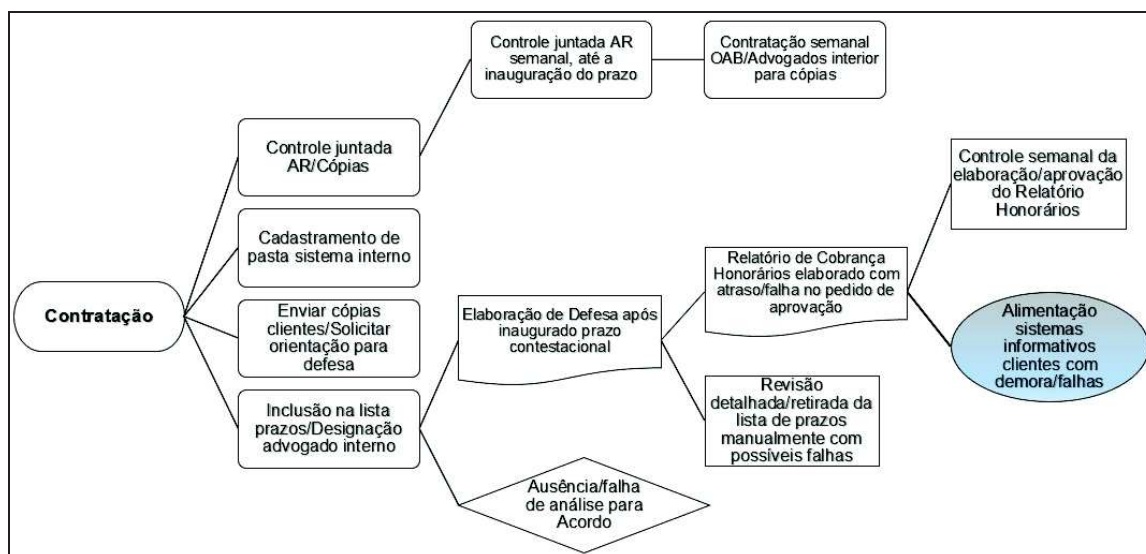 Contratação
Controle juntada
AR/Cópias
Cadastramento de
pasta sistema interno
Enviar cópias
clientes/Solicitar
orientação para
defesa
Inclusão na lista
prazos/Designação
advogado interno
Controle juntada AR
semanal, até a
inauguração do prazo
Contratação semanal
OAB/Advogados interior
para cópias
Elaboração de Defesa após
inaugurado prazo
contestacional
Ausência/falha
de análise para
Acordo
Relatório de Cobrança
Honorários elaborado com
atraso/falha no pedido de
aprovação
Revisão
detalhada/retirada da
lista de prazos
manualmente com
possíveis falhas
Controle semanal da
elaboração/aprovação
do Relatório
Honorários
Alimentação
sistemas
informativos
clientes com
demora/falhas